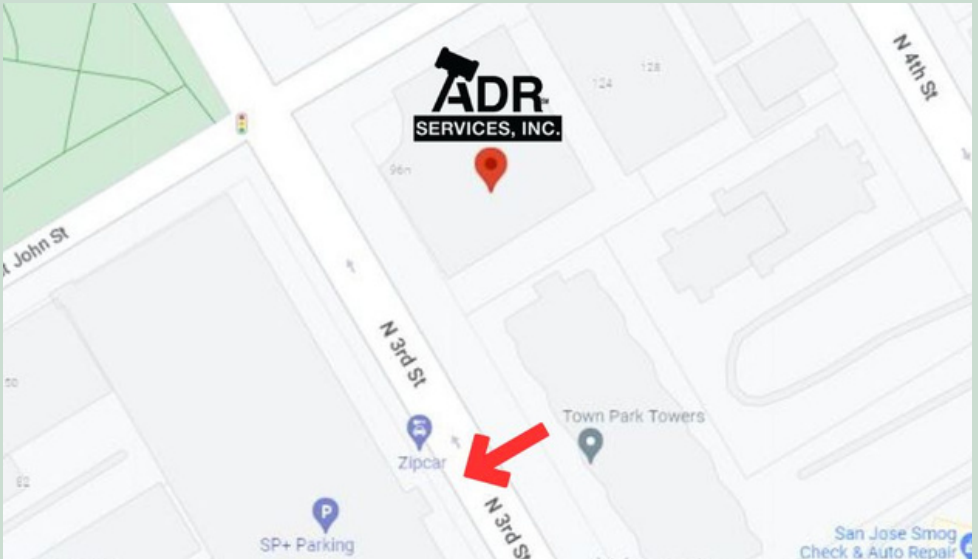 N 4th St
ADR
SERVICES, INC.
124
128
96n
t John St
N 3rd St
50
Town Park Towers
Zipcar
62
P
SP+ Parking
N 3rd St
San Jose Smog
Check & Auto Repair